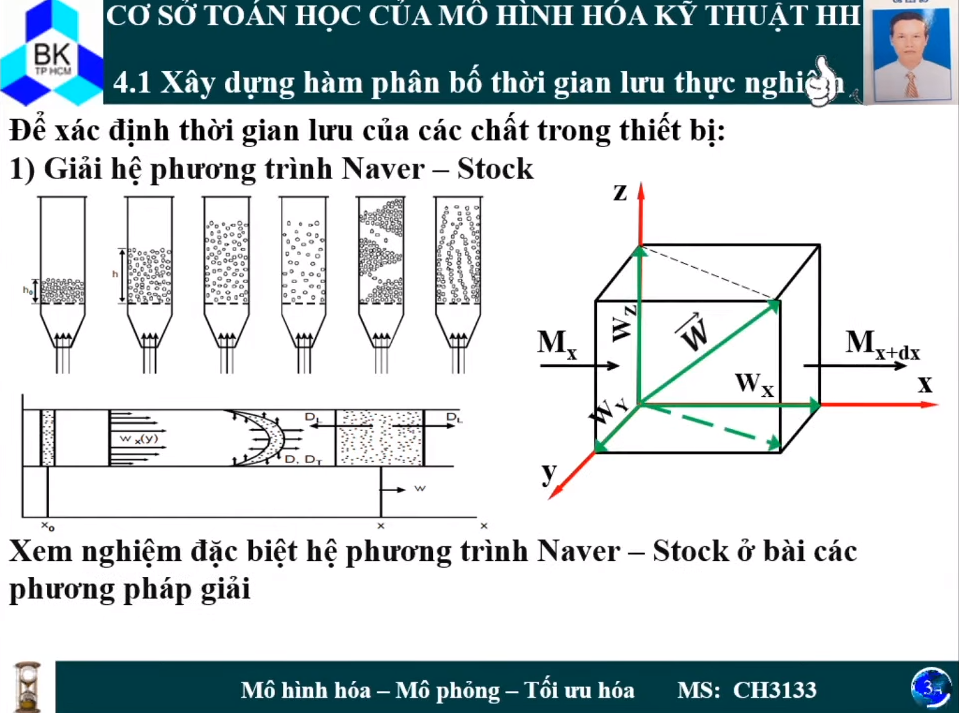 CƠ SỞ TOÁN HỌC CỦA MÔ HÌNH HÓA KỸ THUẬT HH
BK
TP HCM
4.1 Xây dựng hàm phân bố thời gian lưu thực nghiệm
Để xác định thời gian lưu của các chất trong thiết bị:
1) Giải hệ phương trình Naver – Stock
z
h₀
h
W_Z
W
M_x
M_{x+dx}
W_X
x
W_Y
y
w_x(y)
D_L
D_L
D, D_T
w
x₀
x
x
Xem nghiệm đặc biệt hệ phương trình Naver – Stock ở bài các
phương pháp giải
Mô hình hóa – Mô phỏng – Tối ưu hóa MS: CH3133